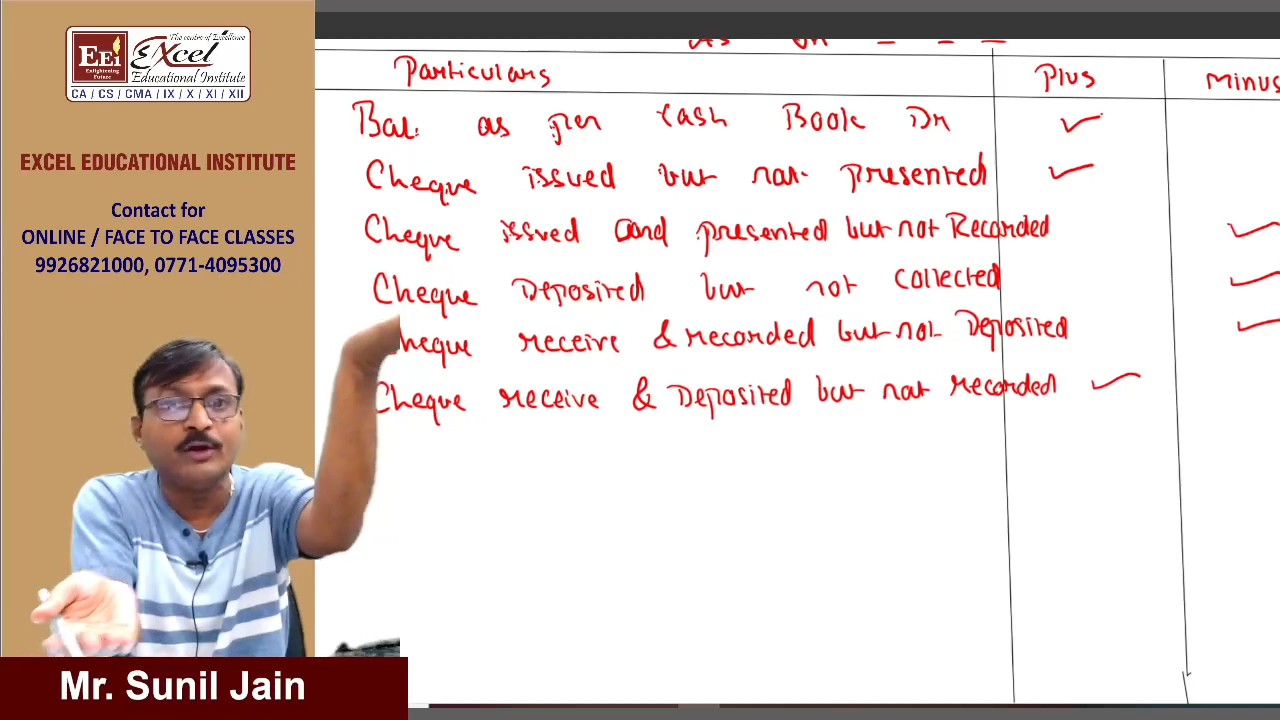 The centre of Excellence
EEi
Enlightening Future
Excel
Educational Institute
CA / CS / CMA / IX / X / XI / XII
EXCEL EDUCATIONAL INSTITUTE
Contact for
ONLINE / FACE TO FACE CLASSES
9926821000, 0771-4095300
Mr. Sunil Jain
Particulars Plus Minus
Bal. as per Cash Book Dr
Cheque issued but not presented
Cheque issued and presented but not Recorded
Cheque Deposited but not collected
Cheque receive & recorded but not Deposited
Cheque receive & Deposited but not recorded